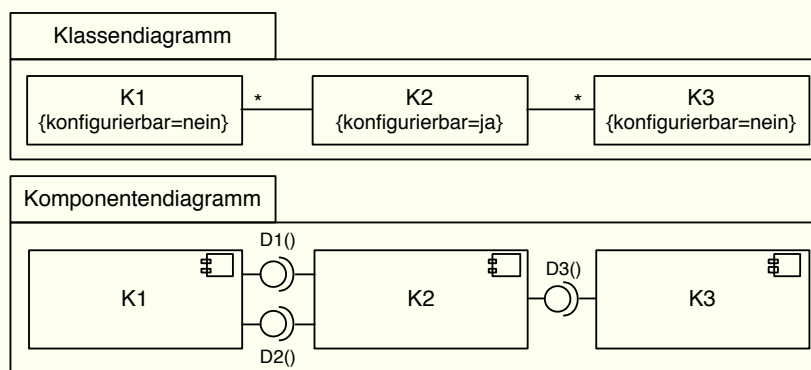 Klassendiagramm
K1
{konfigurierbar=nein}
*
K2
{konfigurierbar=ja}
*
K3
{konfigurierbar=nein}
Komponentendiagramm
K1
D1()
D2()
K2
D3()
K3